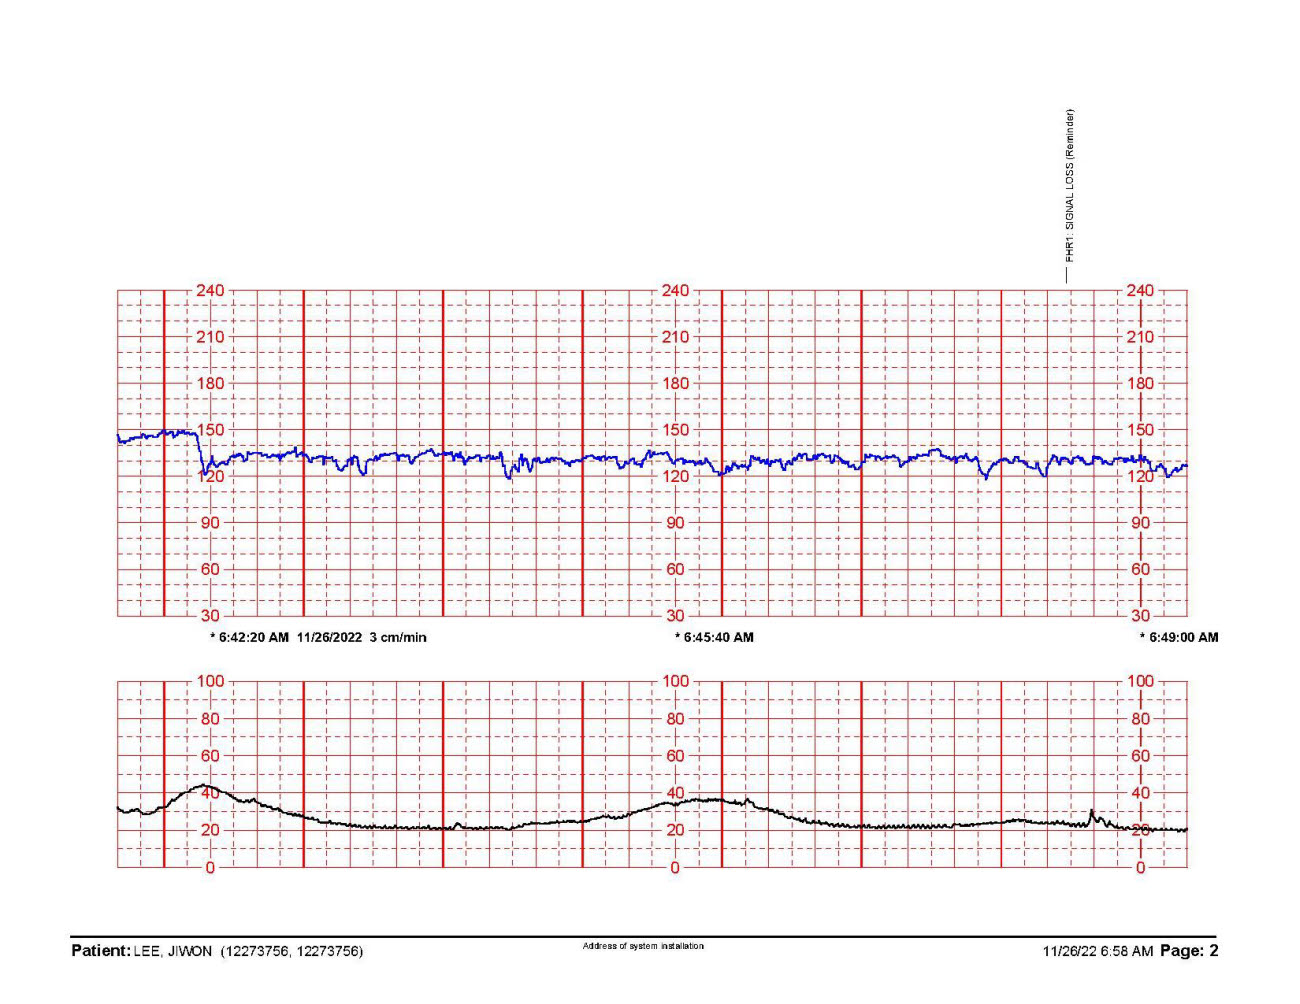 FHR1: SIGNAL LOSS (Reminder)
240 240 240
210 210 210
180 180 180
150 150 150
120 120 120
90 90 90
60 60 60
30 30 30
* 6:42:20 AM 11/26/2022 3 cm/min * 6:45:40 AM * 6:49:00 AM
100 100 100
80 80 80
60 60 60
40 40 40
20 20 20
0 0 0
Patient: LEE, JIWON (12273756, 12273756) Address of system installation 11/26/22 6:58 AM Page: 2